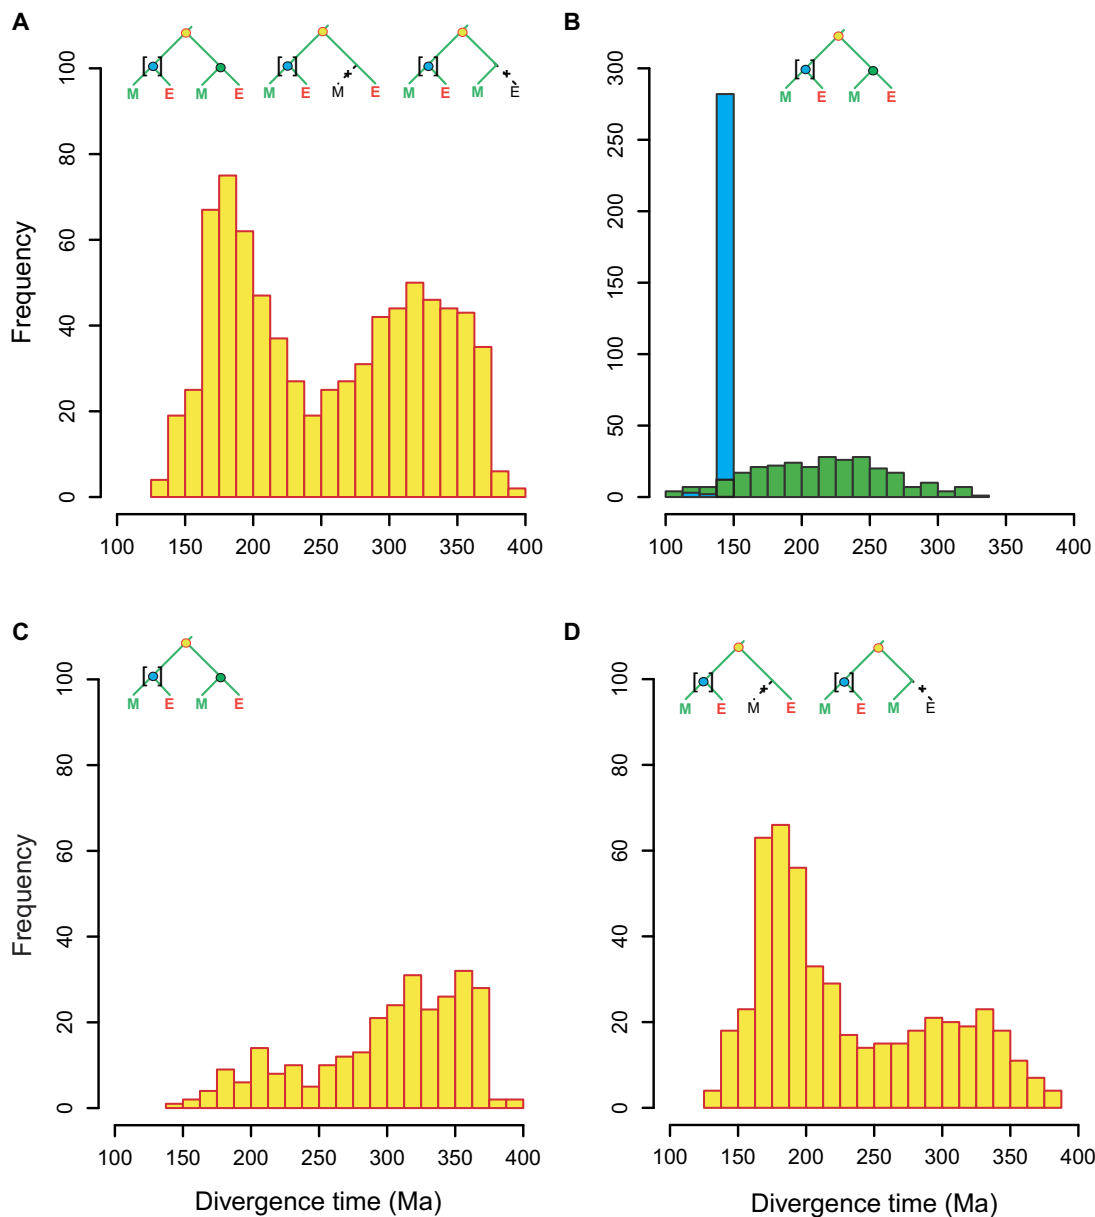 A
[ ] [ ] [ ]
M E M E M E M E M E M E
Frequency
0 20 40 60 80 100
100 150 200 250 300 350 400
B
[ ]
M E M E
0 50 100 150 200 250 300
100 150 200 250 300 350 400
C
[ ]
M E M E
Frequency
0 20 40 60 80 100
100 150 200 250 300 350 400
Divergence time (Ma)
D
[ ] [ ]
M E M E M E M E
0 20 40 60 80 100
100 150 200 250 300 350 400
Divergence time (Ma)